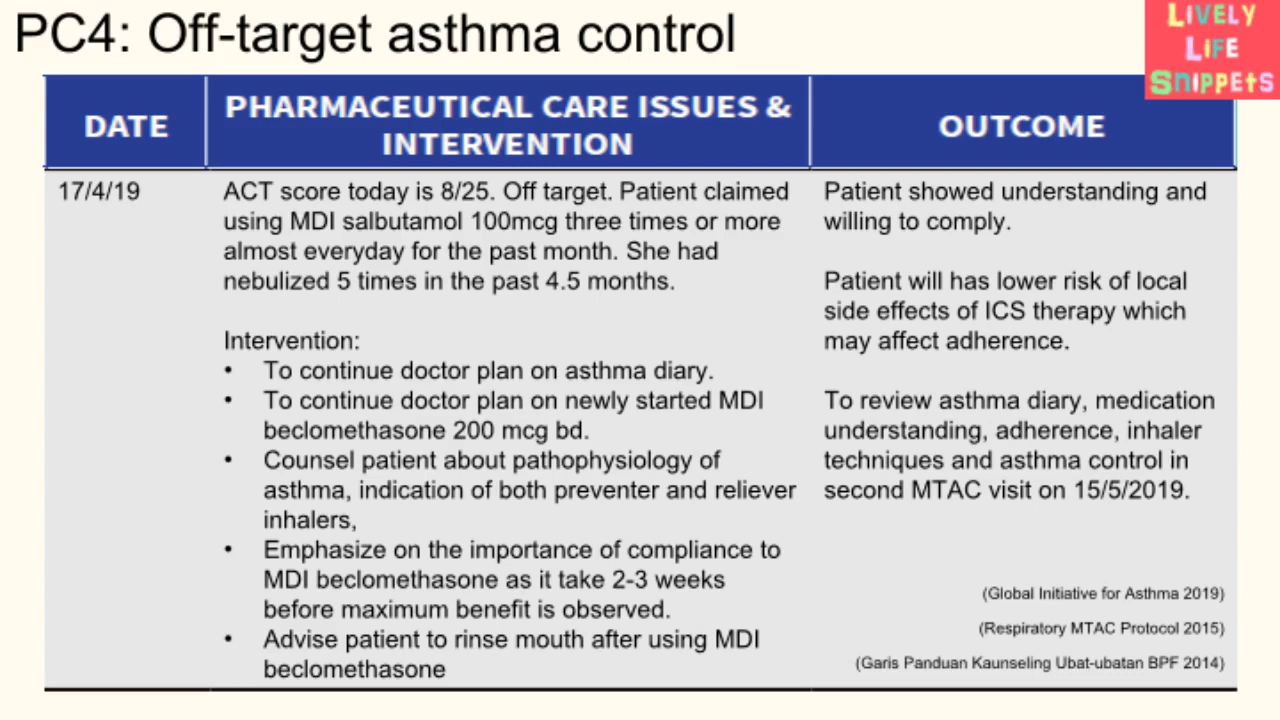 PC4: Off-target asthma control
LIVELY
LiFE
SNiPPEtS
DATE
PHARMACEUTICAL CARE ISSUES &
INTERVENTION
OUTCOME
17/4/19
ACT score today is 8/25. Off target. Patient claimed
using MDI salbutamol 100mcg three times or more
almost everyday for the past month. She had
nebulized 5 times in the past 4.5 months.
Intervention:
• To continue doctor plan on asthma diary.
• To continue doctor plan on newly started MDI
beclomethasone 200 mcg bd.
• Counsel patient about pathophysiology of
asthma, indication of both preventer and reliever
inhalers,
• Emphasize on the importance of compliance to
MDI beclomethasone as it take 2-3 weeks
before maximum benefit is observed.
• Advise patient to rinse mouth after using MDI
beclomethasone
Patient showed understanding and
willing to comply.
Patient will has lower risk of local
side effects of ICS therapy which
may affect adherence.
To review asthma diary, medication
understanding, adherence, inhaler
techniques and asthma control in
second MTAC visit on 15/5/2019.
(Global Initiative for Asthma 2019)
(Respiratory MTAC Protocol 2015)
(Garis Panduan Kaunseling Ubat-ubatan BPF 2014)